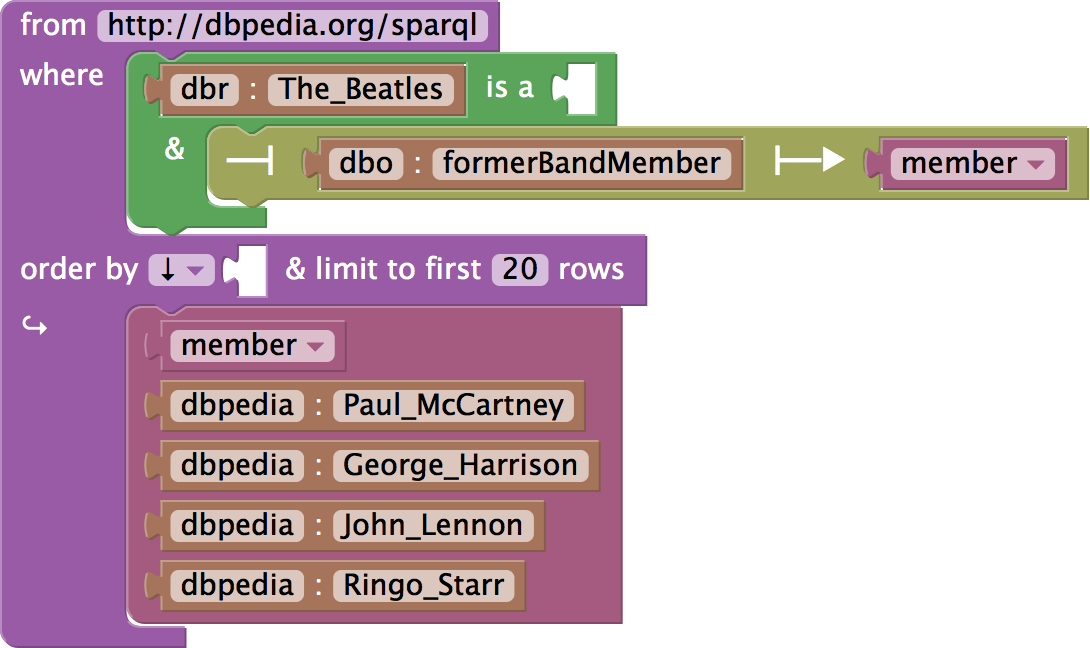 from http://dbpedia.org/sparql
where
dbr : The_Beatles is a
& dbo : formerBandMember member
order by ↓ & limit to first 20 rows
member
dbpedia : Paul_McCartney
dbpedia : George_Harrison
dbpedia : John_Lennon
dbpedia : Ringo_Starr